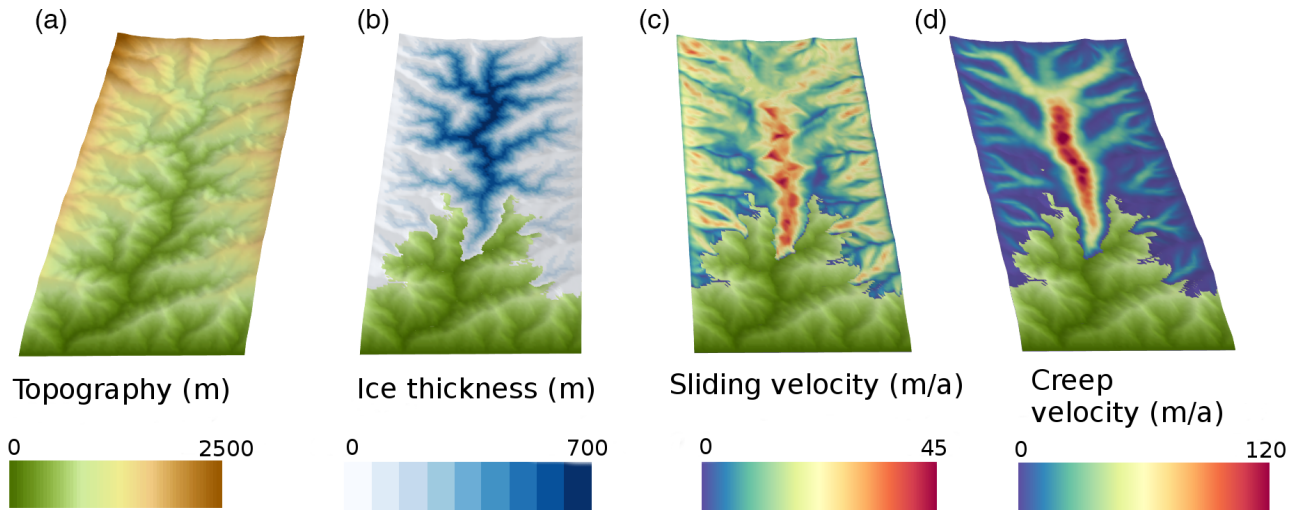 (a)
(b)
(c)
(d)
Topography (m)
Ice thickness (m)
Sliding velocity (m/a)
Creep
velocity (m/a)
0
2500
0
700
0
45
0
120